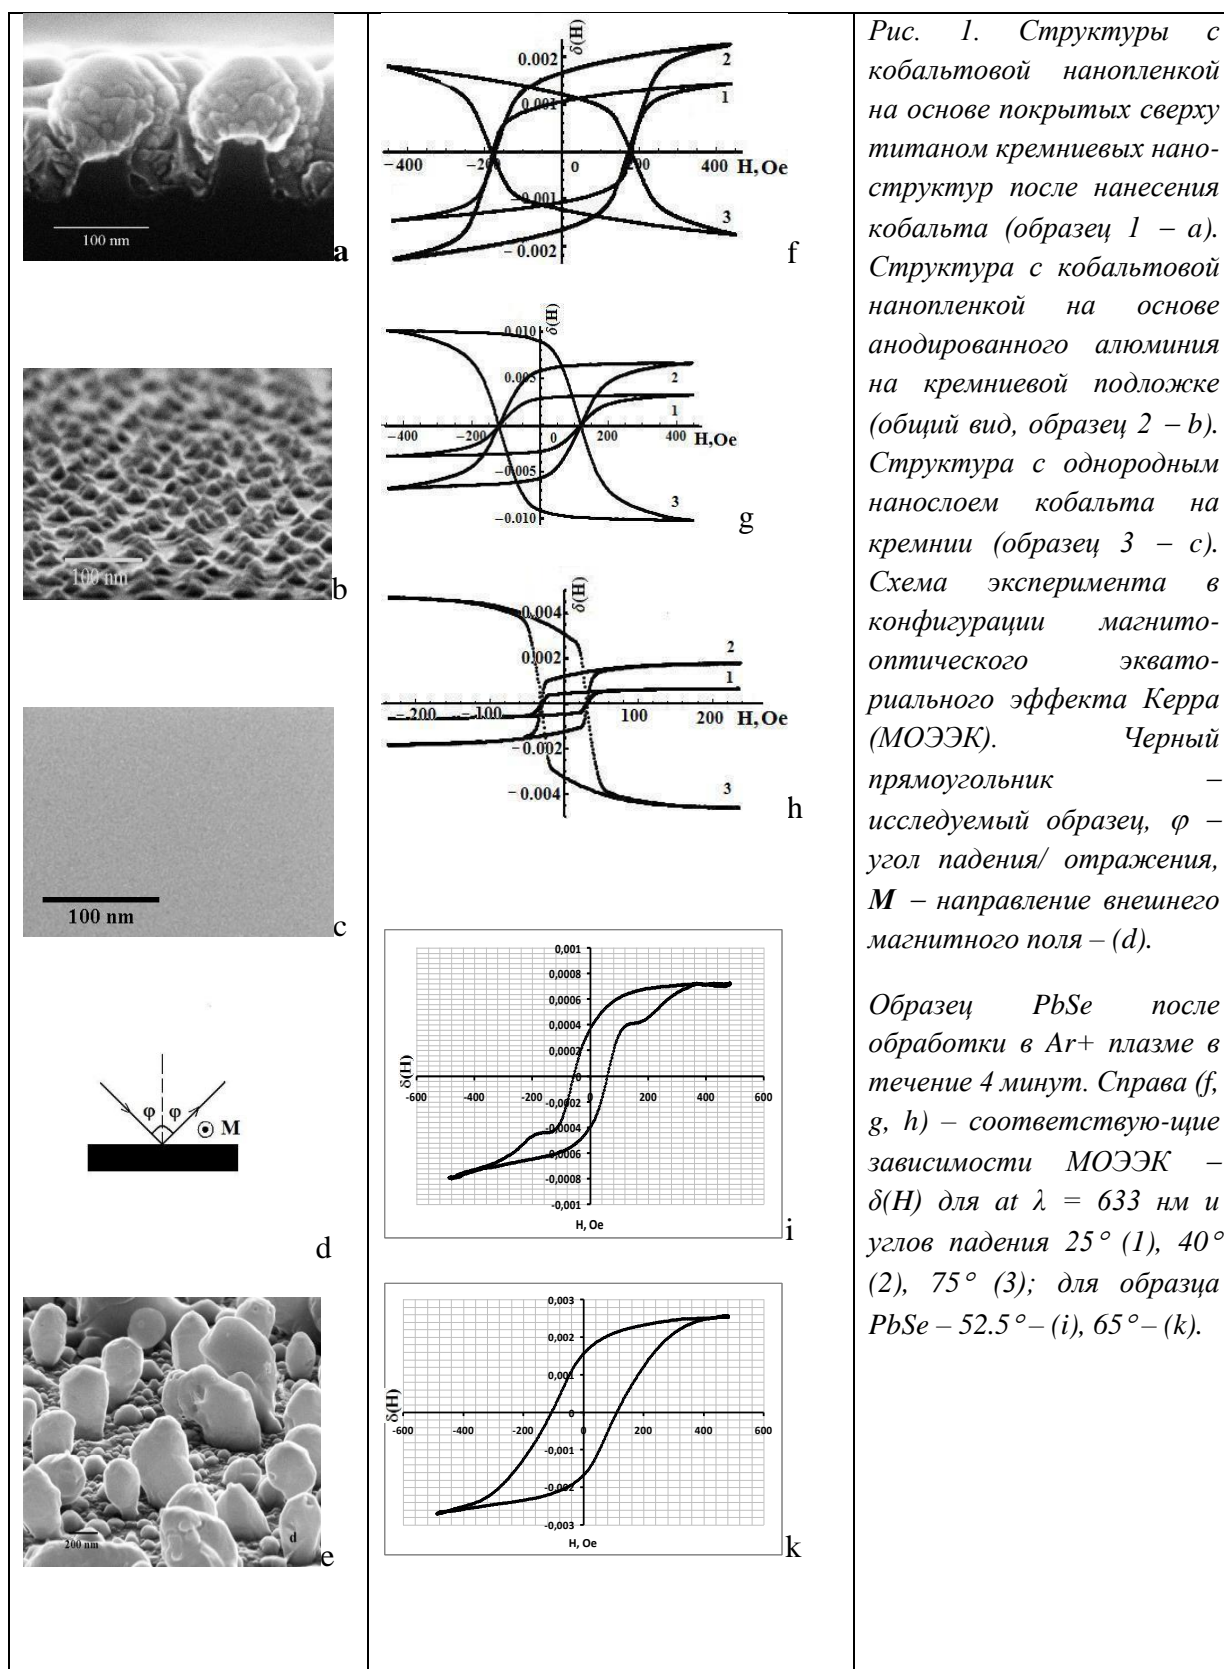 100 nm
a
100 nm
b
100 nm
c
φ φ
M
d
200 nm
d
e
δ(H)
0.002
2
0.001
1
−400
−200
0
200
400
H, Oe
−0.001
3
−0.002
f
δ(H)
0.010
0.005
2
1
−400
−200
0
200
400
H,Oe
−0.005
3
−0.010
g
δ(H)
0.004
0.002
2
1
−200
−100
100
200
H, Oe
−0.002
−0.004
3
h
0,001
0,0008
0,0006
0,0004
0,0002
0
-600
-400
-200
0
200
400
600
-0,0002
-0,0004
-0,0006
-0,0008
-0,001
δ(H)
H, Oe
i
0,003
0,002
0,001
0
-600
-400
-200
0
200
400
600
-0,001
-0,002
-0,003
δ(H)
H, Oe
k
Рис. 1. Структуры с
кобальтовой нанопленкой
на основе покрытых сверху
титаном кремниевых нано-
структур после нанесения
кобальта (образец 1 – a).
Структура с кобальтовой
нанопленкой на основе
анодированного алюминия
на кремниевой подложке
(общий вид, образец 2 – b).
Структура с однородным
нанослоем кобальта на
кремнии (образец 3 – c).
Схема эксперимента в
конфигурации магнито-
оптического эквато-
риального эффекта Керра
(МОЭЭК). Черный
прямоугольник –
исследуемый образец, φ –
угол падения/ отражения,
M – направление внешнего
магнитного поля – (d).
Образец PbSe после
обработки в Ar+ плазме в
течение 4 минут. Справа (f,
g, h) – соответствую-щие
зависимости МОЭЭК –
δ(H) для at λ = 633 нм и
углов падения 25° (1), 40°
(2), 75° (3); для образца
PbSe – 52.5° – (i), 65° – (k).